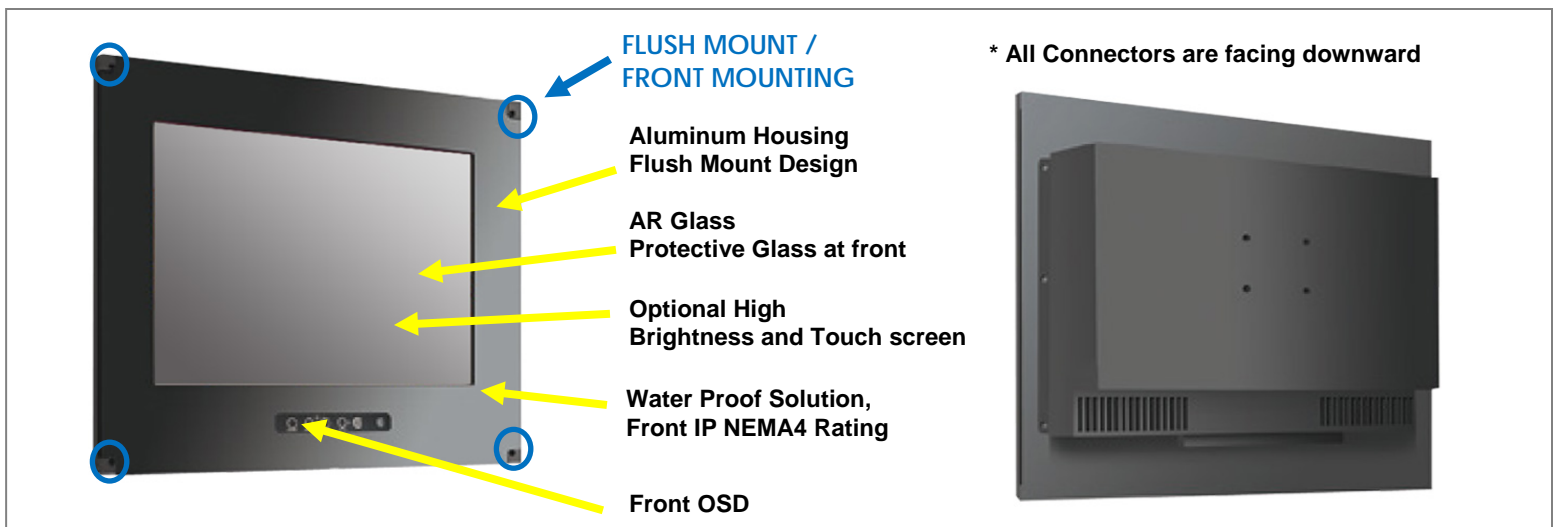 FLUSH MOUNT /
FRONT MOUNTING
Aluminum Housing
Flush Mount Design
AR Glass
Protective Glass at front
Optional High
Brightness and Touch screen
Water Proof Solution,
Front IP NEMA4 Rating
Front OSD
* All Connectors are facing downward